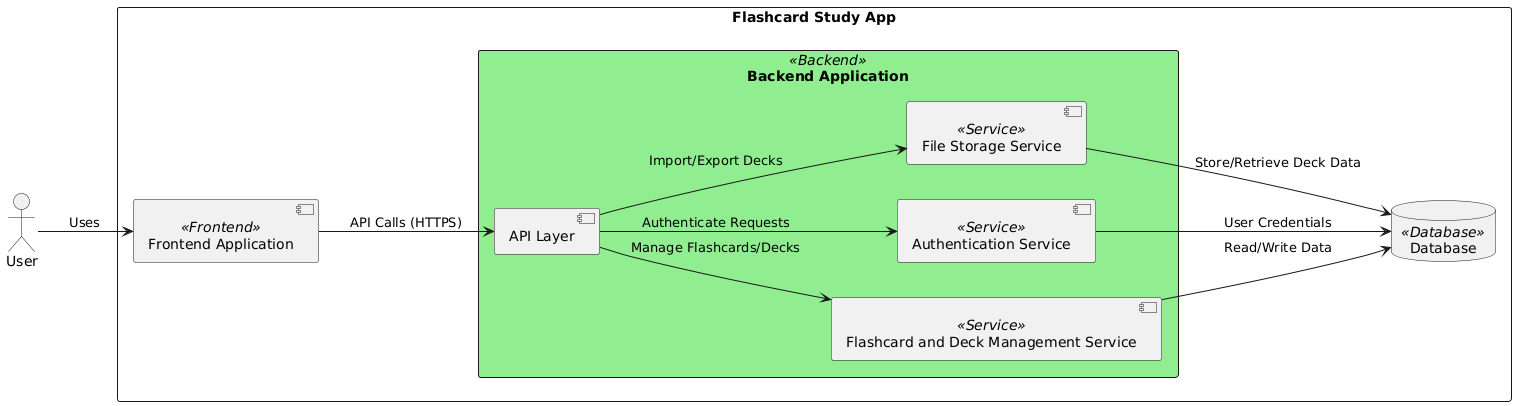 Flashcard Study App
«Backend»
Backend Application
«Service»
File Storage Service
Import/Export Decks
Store/Retrieve Deck Data
Uses
«Frontend»
Frontend Application
API Calls (HTTPS)
API Layer
Authenticate Requests
«Service»
Authentication Service
User Credentials
«Database»
Database
User
Manage Flashcards/Decks
Read/Write Data
«Service»
Flashcard and Deck Management Service